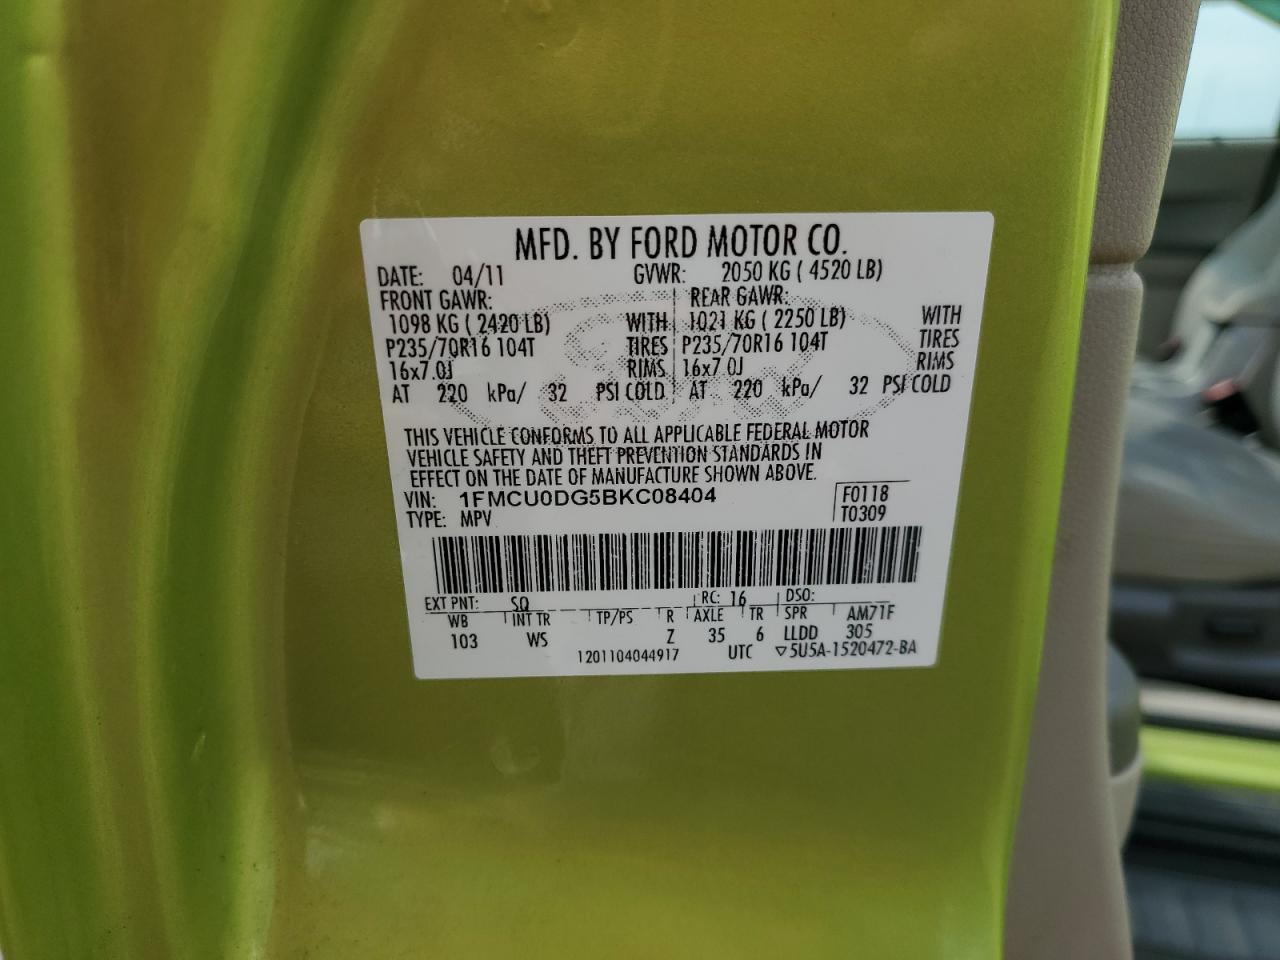 MFD. BY FORD MOTOR CO.
DATE: 04/11 GVWR: 2050 KG ( 4520 LB)
FRONT GAWR: REAR GAWR:
1098 KG ( 2420 LB) WITH 1021 KG ( 2250 LB) WITH
P235/70R16 104T TIRES P235/70R16 104T TIRES
16x7.0J RIMS 16x7.0J RIMS
AT 220 kPa/ 32 PSI COLD AT 220 kPa/ 32 PSI COLD
THIS VEHICLE CONFORMS TO ALL APPLICABLE FEDERAL MOTOR
VEHICLE SAFETY AND THEFT PREVENTION STANDARDS IN
EFFECT ON THE DATE OF MANUFACTURE SHOWN ABOVE.
VIN: 1FMCU0DG5BKC08404 F0118
TYPE: MPV T0309
EXT PNT: SQ RC: 16 DSO:
WB INT TR TP/PS R AXLE TR SPR AM71F
103 WS Z 35 6 LLDD 305
1201104044917 UTC ▽5U5A-1520472-BA